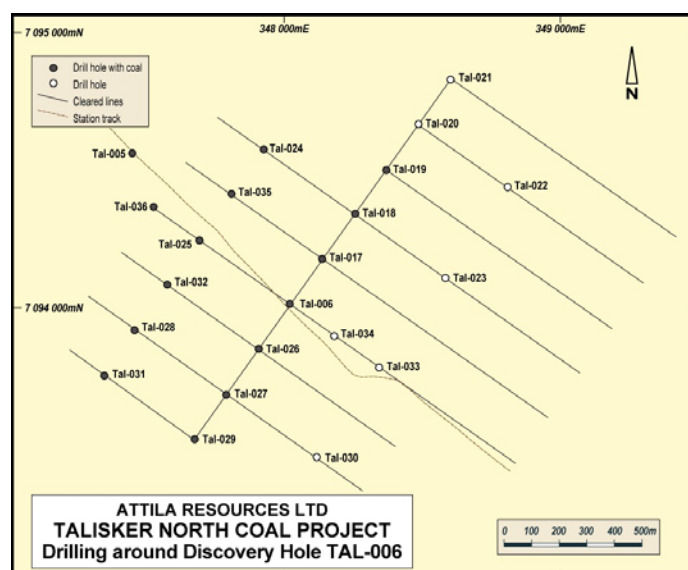 7 095 000mN
348 000mE
349 000mE
Drill hole with coal
Drill hole
Cleared lines
Station track
N
Tal-021
Tal-020
Tal-005
Tal-024
Tal-019
Tal-022
Tal-035
Tal-036
Tal-018
Tal-025
Tal-017
Tal-023
Tal-032
7 094 000mN
Tal-006
Tal-028
Tal-034
Tal-026
Tal-033
Tal-031
Tal-027
Tal-029
Tal-030
ATTILA RESOURCES LTD
TALISKER NORTH COAL PROJECT
Drilling around Discovery Hole TAL-006
0 100 200 300 400 500m